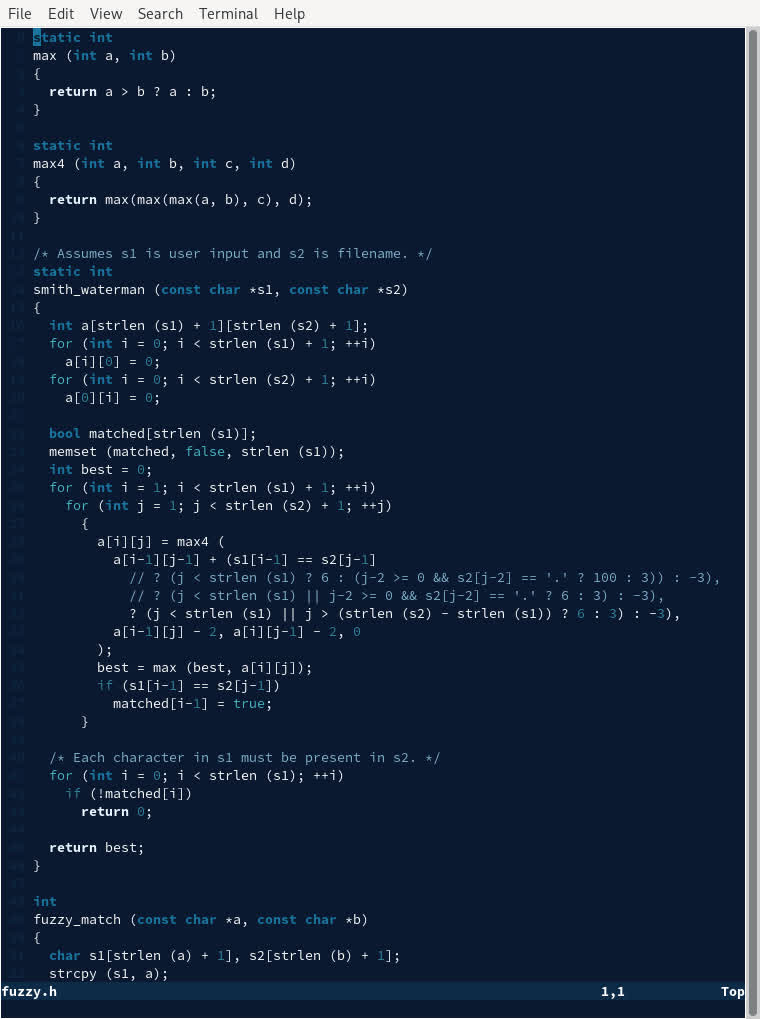 File Edit View Search Terminal Help
static int
max (int a, int b)
{
  return a > b ? a : b;
}

static int
max4 (int a, int b, int c, int d)
{
  return max(max(max(a, b), c), d);
}

/* Assumes s1 is user input and s2 is filename. */
static int
smith_waterman (const char *s1, const char *s2)
{
  int a[strlen (s1) + 1][strlen (s2) + 1];
  for (int i = 0; i < strlen (s1) + 1; ++i)
    a[i][0] = 0;
  for (int i = 0; i < strlen (s2) + 1; ++i)
    a[0][i] = 0;

  bool matched[strlen (s1)];
  memset (matched, false, strlen (s1));
  int best = 0;
  for (int i = 1; i < strlen (s1) + 1; ++i)
    for (int j = 1; j < strlen (s2) + 1; ++j)
      {
        a[i][j] = max4 (
          a[i-1][j-1] + (s1[i-1] == s2[j-1]
            // ? (j < strlen (s1) ? 6 : (j-2 >= 0 && s2[j-2] == '.' ? 100 : 3)) : -3),
            // ? (j < strlen (s1) || j-2 >= 0 && s2[j-2] == '.' ? 6 : 3) : -3),
            ? (j < strlen (s1) || j > (strlen (s2) - strlen (s1)) ? 6 : 3) : -3),
          a[i-1][j] - 2, a[i][j-1] - 2, 0
        );
        best = max (best, a[i][j]);
        if (s1[i-1] == s2[j-1])
          matched[i-1] = true;
      }

  /* Each character in s1 must be present in s2. */
  for (int i = 0; i < strlen (s1); ++i)
    if (!matched[i])
      return 0;

  return best;
}

int
fuzzy_match (const char *a, const char *b)
{
  char s1[strlen (a) + 1], s2[strlen (b) + 1];
  strcpy (s1, a);
fuzzy.h 1,1 Top